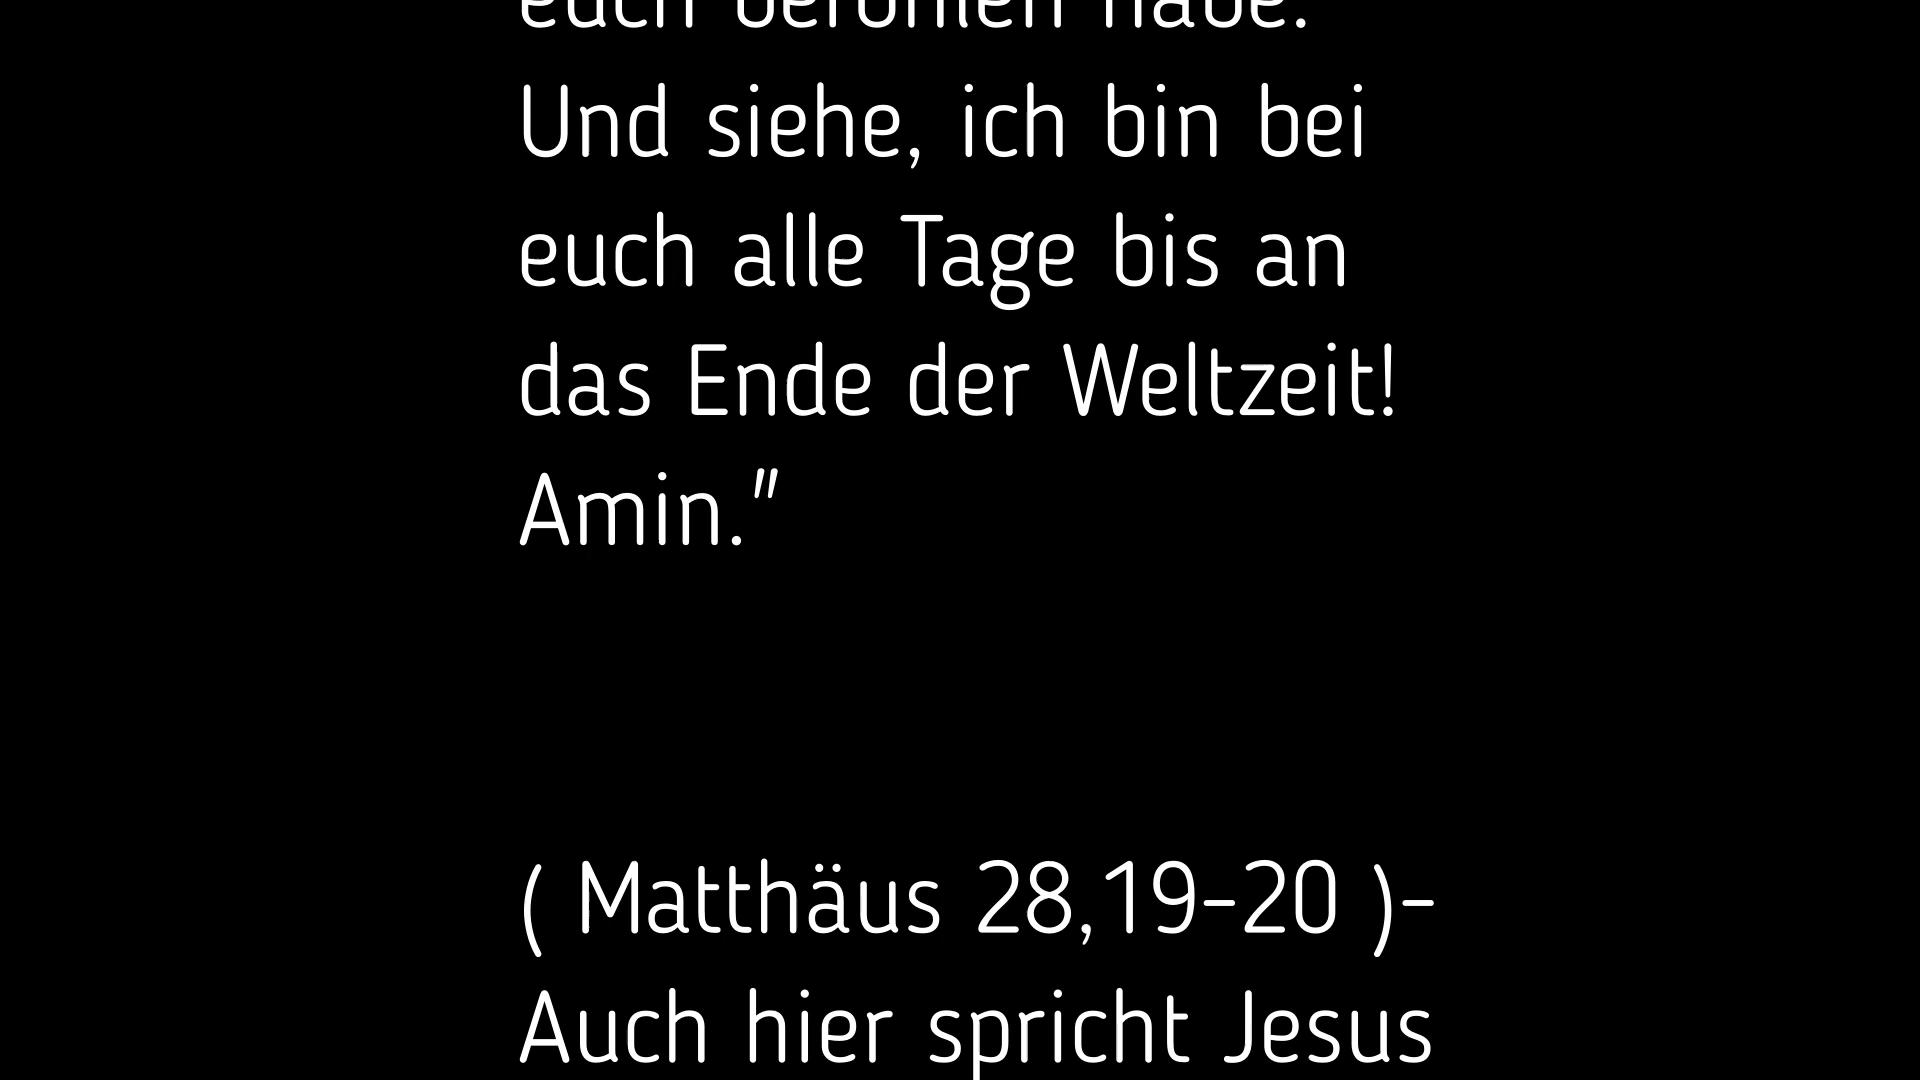 euch befohlen habe.
Und siehe, ich bin bei
euch alle Tage bis an
das Ende der Weltzeit!
Amin."
( Matthäus 28,19-20 )-
Auch hier spricht Jesus